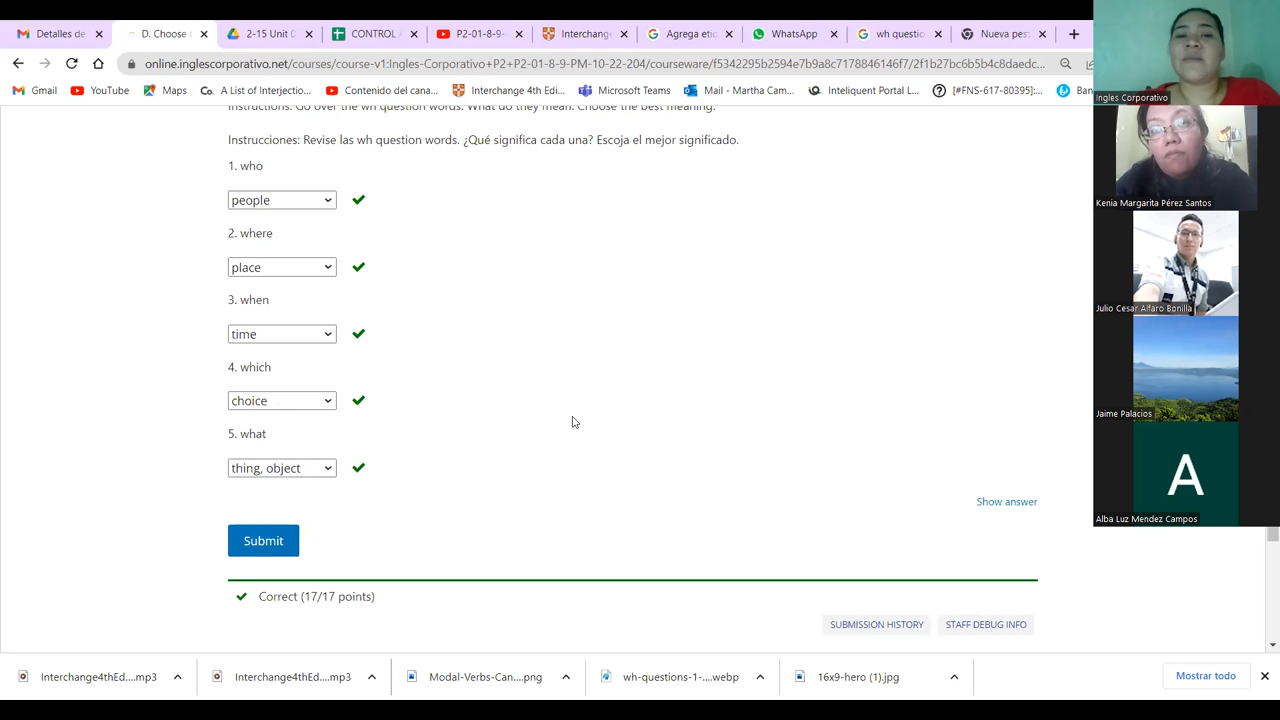 Detalles de
D. Choose
2-15 Unit D
CONTROL A
P2-01-8-9-
Interchange
Agrega etiq
WhatsApp
wh questio
Nueva pes
online.inglescorporativo.net/courses/course-v1:Ingles-Corporativo+P2+P2-01-8-9-PM-10-22-204/courseware/f5342295b2594e7b9a8c7178846146f7/2f1b27bc6b5b4c8daedc...
Gmail
YouTube
Maps
A List of Interjectio...
Contenido del cana...
Interchange 4th Edi...
Microsoft Teams
Mail - Martha Cam...
Inteliquent Portal L...
[#FNS-617-80395]:...
Ban
Instructions: Go over the wh question words. What do they mean. Choose the best meaning.
Instrucciones: Revise las wh question words. ¿Qué significa cada una? Escoja el mejor significado.
1. who
people
2. where
place
3. when
time
4. which
choice
5. what
thing, object
Show answer
Submit
Correct (17/17 points)
SUBMISSION HISTORY
STAFF DEBUG INFO
Ingles Corporativo
Kenia Margarita Pérez Santos
Julio Cesar Alfaro Bonilla
Jaime Palacios
A
Alba Luz Mendez Campos
Interchange4thEd....mp3
Interchange4thEd....mp3
Modal-Verbs-Can....png
wh-questions-1-....webp
16x9-hero (1).jpg
Mostrar todo